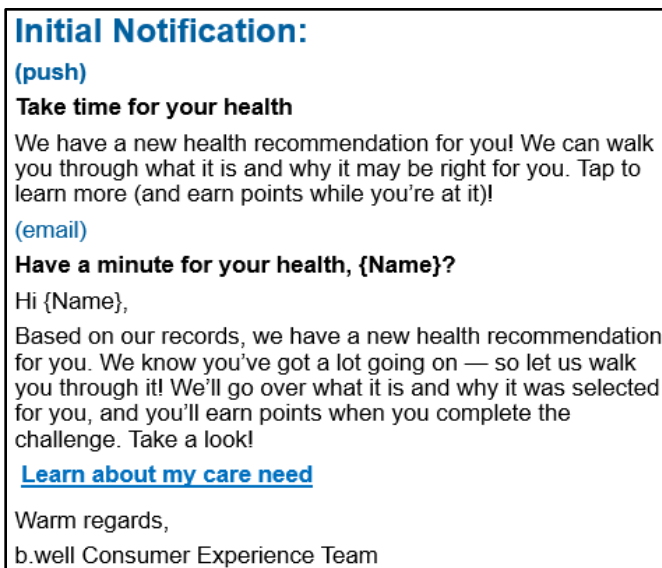 Initial Notification:
(push)
Take time for your health
We have a new health recommendation for you! We can walk
you through what it is and why it may be right for you. Tap to
learn more (and earn points while you’re at it)!
(email)
Have a minute for your health, {Name}?
Hi {Name},
Based on our records, we have a new health recommendation
for you. We know you’ve got a lot going on — so let us walk
you through it! We’ll go over what it is and why it was selected
for you, and you’ll earn points when you complete the
challenge. Take a look!
Learn about my care need
Warm regards,
b.well Consumer Experience Team